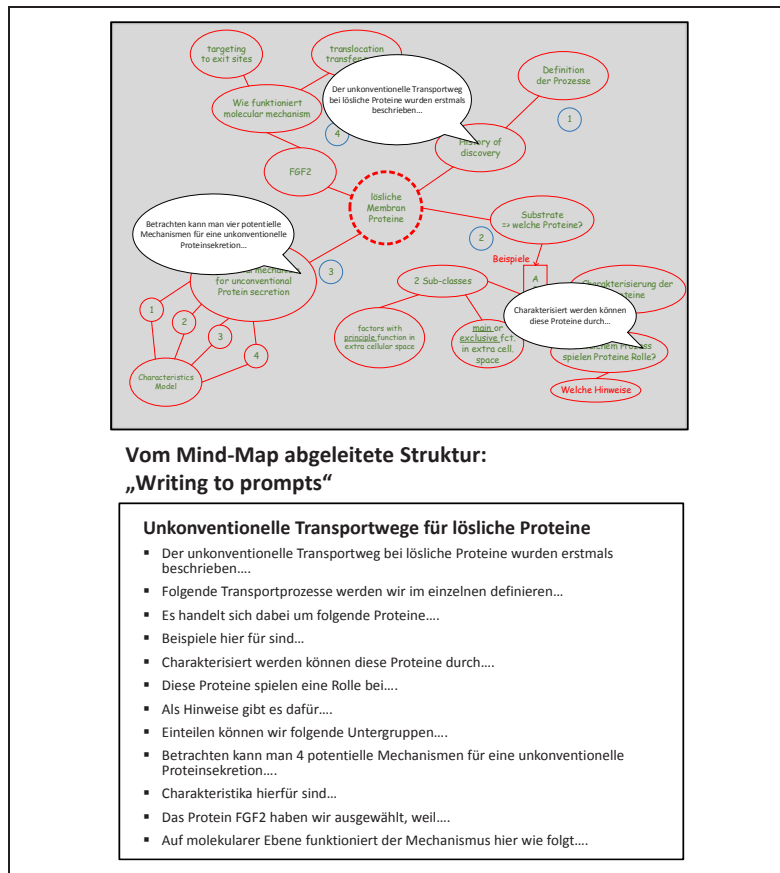 targeting
to exit sites
translocation
Wie funktioniert
molecular mechanism
Der unkonventionelle Transportweg
bei lösliche Proteine wurden erstmals
beschrieben...
Definition
der Prozesse
1
4
History of
discovery
FGF2
lösliche
Membran
Proteine
Substrate
=> welche Proteine?
2
Betrachten kann man vier potentielle
Mechanismen für eine unkonventionelle
Proteinsekretion...
3
for unconventional
Protein secretion
Beispiele
A
2 Sub-classes
Charakterisierung der
Charakterisiert werden können
diese Proteine durch...
1
2
3
4
factors with
principle function in
extra cellular space
main or
exclusive fct.
in extra cell.
space
spielen Proteine Rolle?
Characteristics
Model
Welche Hinweise
Vom Mind-Map abgeleitete Struktur:
„Writing to prompts“
Unkonventionelle Transportwege für lösliche Proteine
▪ Der unkonventionelle Transportweg bei lösliche Proteine wurden erstmals
beschrieben....
▪ Folgende Transportprozesse werden wir im einzelnen definieren...
▪ Es handelt sich dabei um folgende Proteine....
▪ Beispiele hier für sind...
▪ Charakterisiert werden können diese Proteine durch....
▪ Diese Proteine spielen eine Rolle bei....
▪ Als Hinweise gibt es dafür....
▪ Einteilen können wir folgende Untergruppen....
▪ Betrachten kann man 4 potentielle Mechanismen für eine unkonventionelle
Proteinsekretion....
▪ Charakteristika hierfür sind...
▪ Das Protein FGF2 haben wir ausgewählt, weil....
▪ Auf molekularer Ebene funktioniert der Mechanismus hier wie folgt....